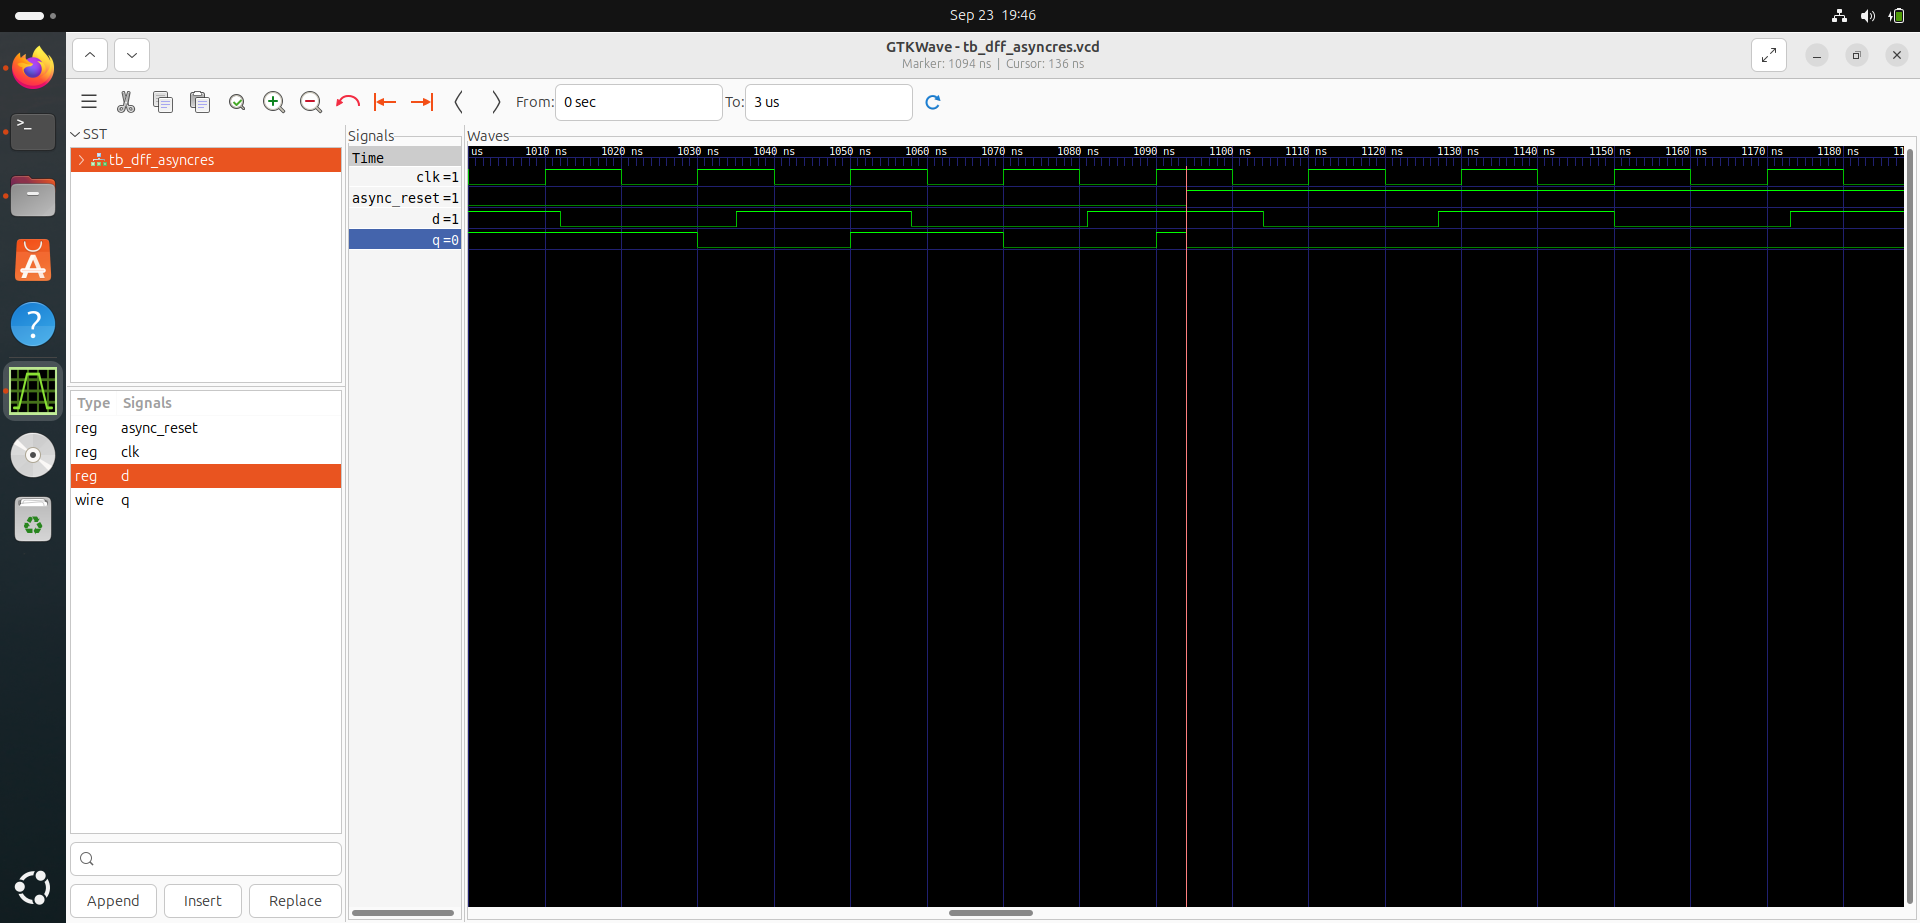 Sep 23 19:46
GTKWave - tb_dff_asyncres.vcd
Marker: 1094 ns | Cursor: 136 ns
From: 0 sec To: 3 us
SST
tb_dff_asyncres
Type Signals
reg async_reset
reg clk
reg d
wire q
Append Insert Replace
Signals
Time
clk =1
async_reset =1
d =1
q =0
Waves
us 1010 ns 1020 ns 1030 ns 1040 ns 1050 ns 1060 ns 1070 ns 1080 ns 1090 ns 1100 ns 1110 ns 1120 ns 1130 ns 1140 ns 1150 ns 1160 ns 1170 ns 1180 ns 11